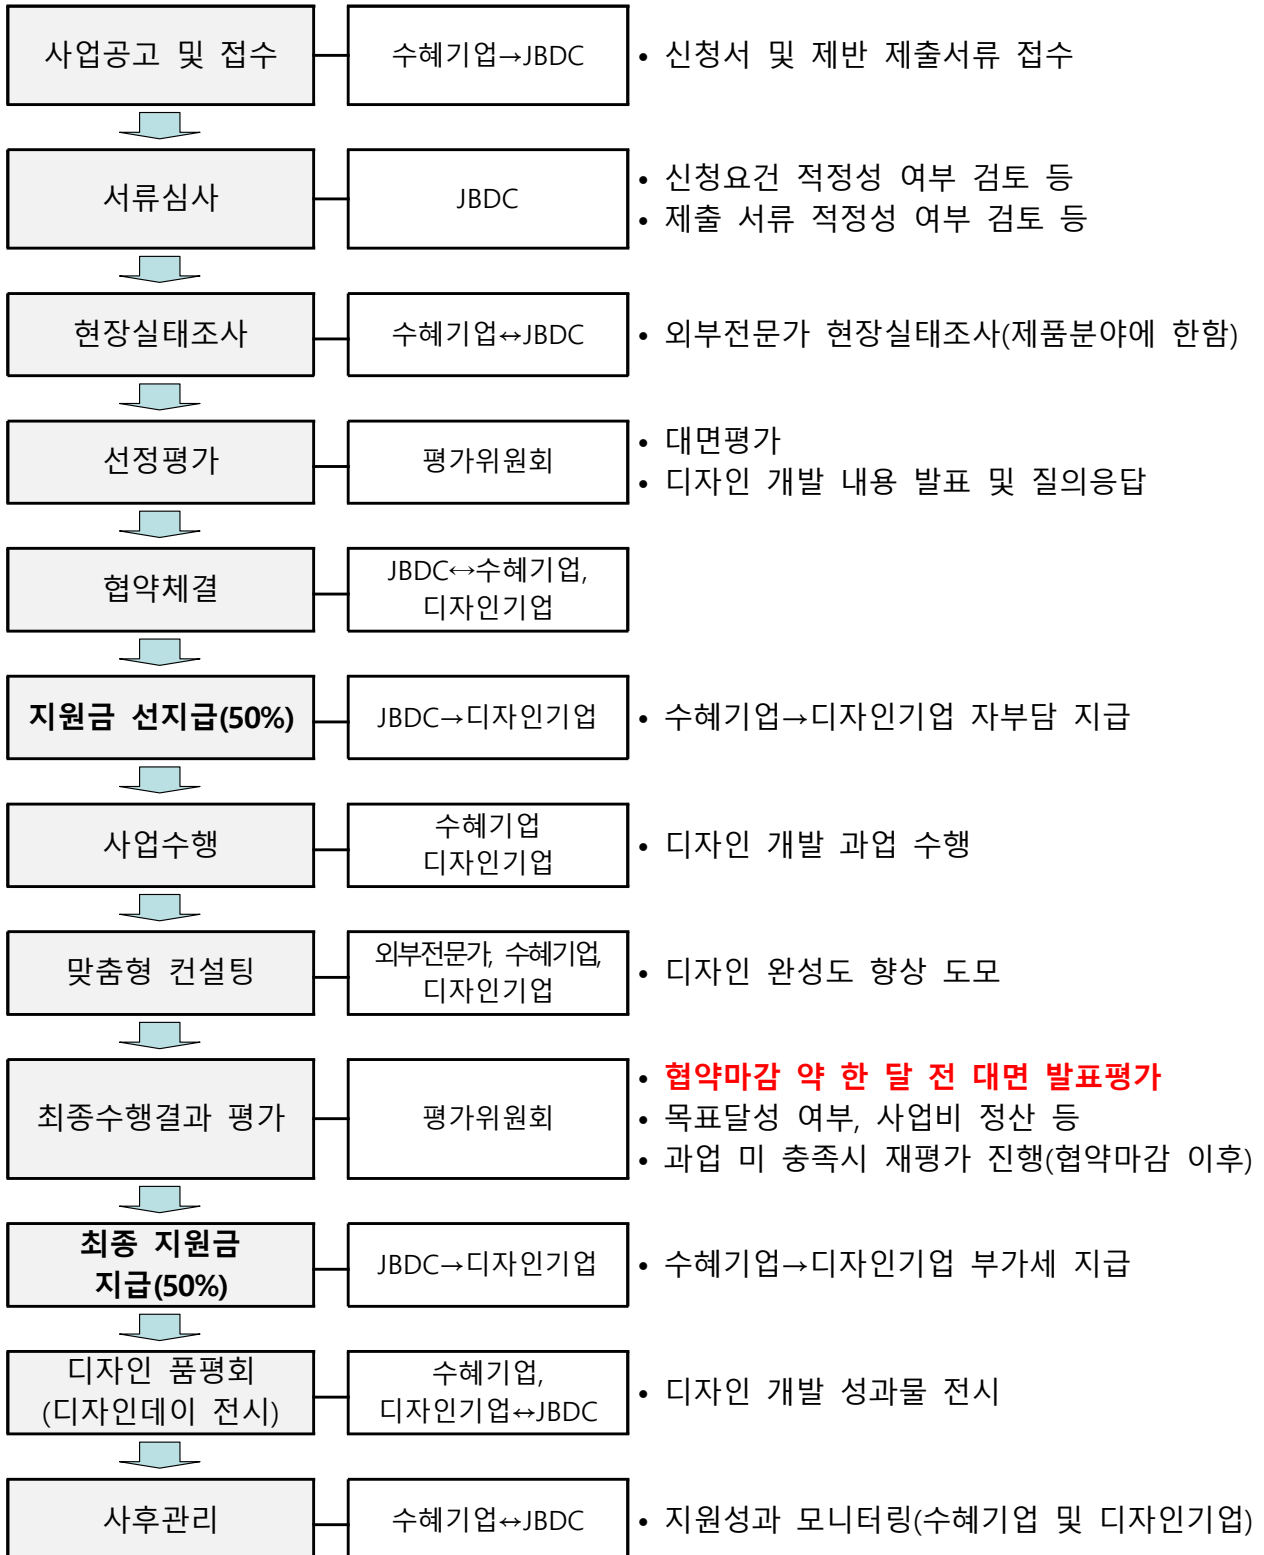 사업공고 및 접수
수혜기업→JBDC
• 신청서 및 제반 제출서류 접수
서류심사
JBDC
• 신청요건 적정성 여부 검토 등
• 제출 서류 적정성 여부 검토 등
현장실태조사
수혜기업↔JBDC
• 외부전문가 현장실태조사(제품분야에 한함)
선정평가
평가위원회
• 대면평가
• 디자인 개발 내용 발표 및 질의응답
협약체결
JBDC↔수혜기업,
디자인기업
지원금 선지급(50%)
JBDC→디자인기업
• 수혜기업→디자인기업 자부담 지급
사업수행
수혜기업
디자인기업
• 디자인 개발 과업 수행
맞춤형 컨설팅
외부전문가, 수혜기업,
디자인기업
• 디자인 완성도 향상 도모
최종수행결과 평가
평가위원회
• 협약마감 약 한 달 전 대면 발표평가
• 목표달성 여부, 사업비 정산 등
• 과업 미 충족시 재평가 진행(협약마감 이후)
최종 지원금
지급(50%)
JBDC→디자인기업
• 수혜기업→디자인기업 부가세 지급
디자인 품평회
(디자인데이 전시)
수혜기업,
디자인기업↔JBDC
• 디자인 개발 성과물 전시
사후관리
수혜기업↔JBDC
• 지원성과 모니터링(수혜기업 및 디자인기업)